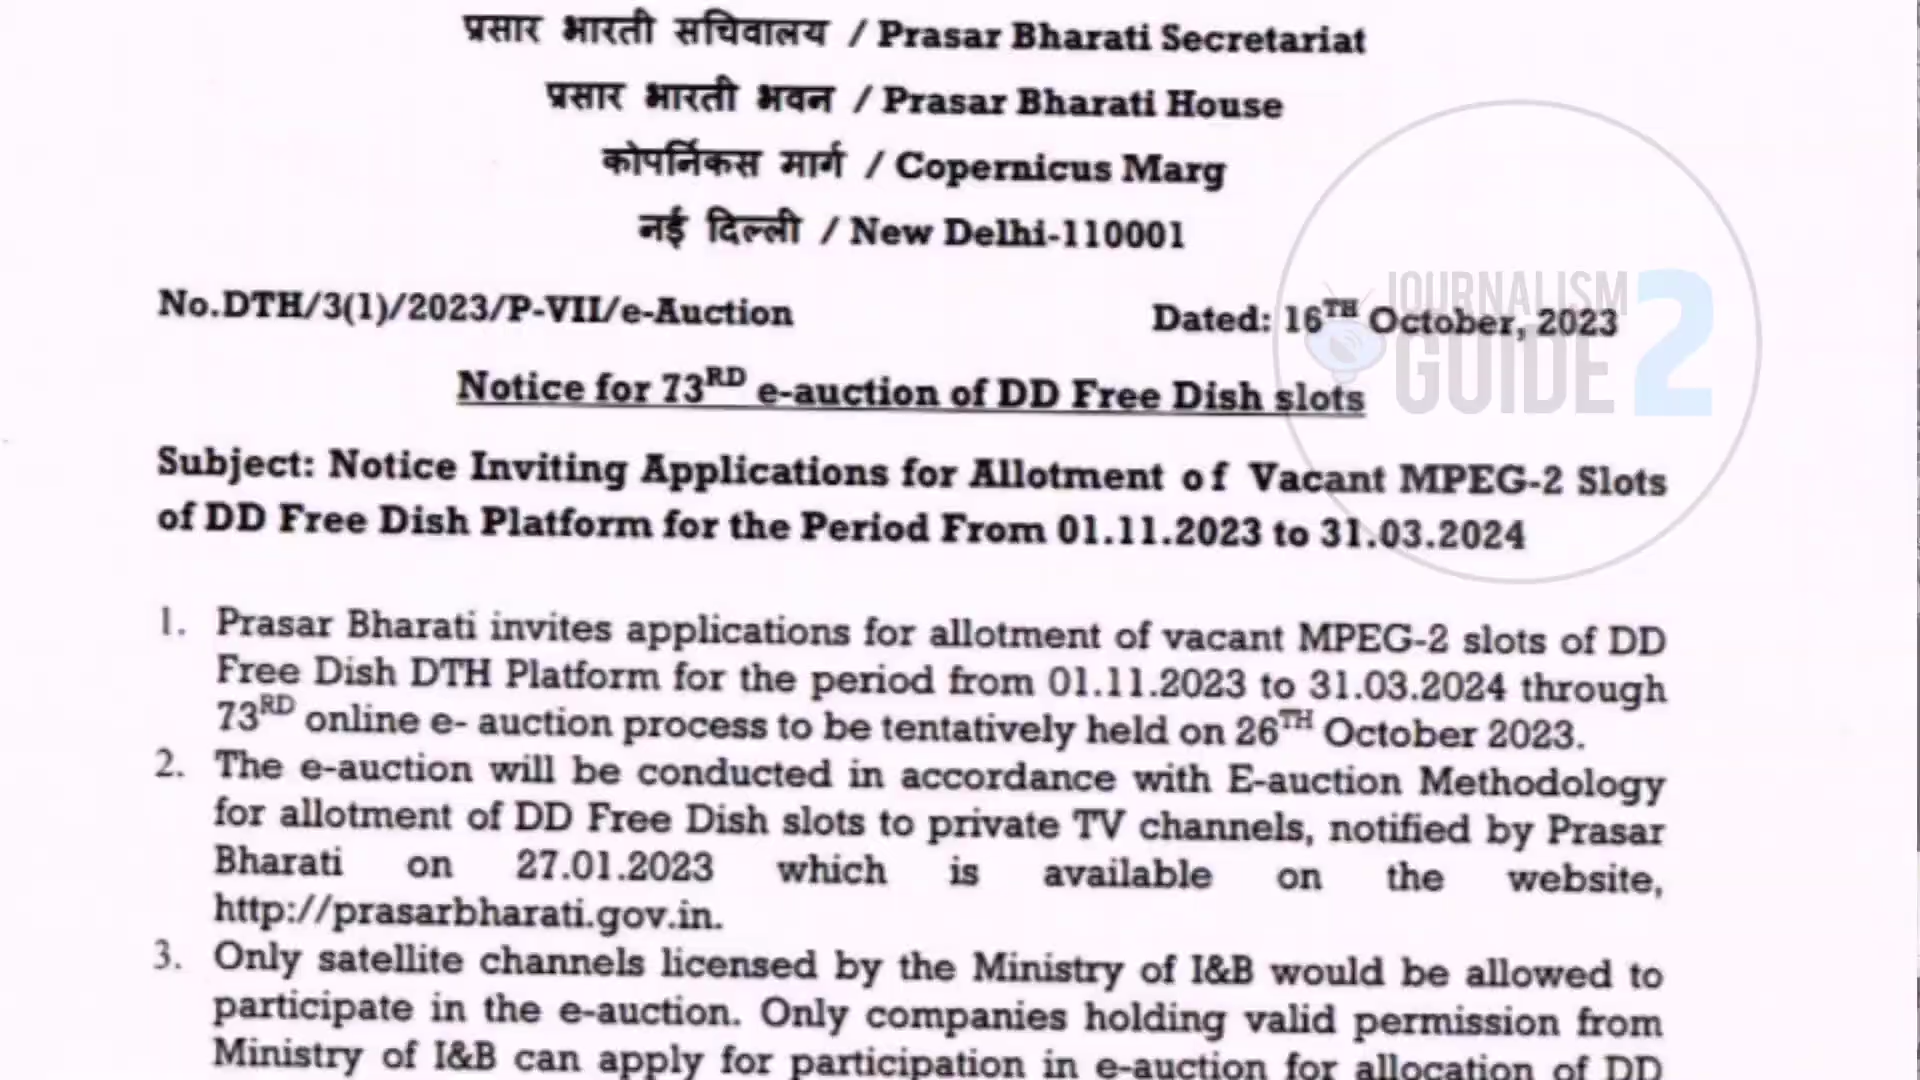 प्रसार भारती सचिवालय / Prasar Bharati Secretariat
प्रसार भारती भवन / Prasar Bharati House
कोपर्निकस मार्ग / Copernicus Marg
नई दिल्ली / New Delhi-110001
No.DTH/3(1)/2023/P-VII/e-Auction
Dated: 16TH October, 2023
JOURNALISM
GUIDE 2
Notice for 73RD e-auction of DD Free Dish slots
Subject: Notice Inviting Applications for Allotment of Vacant MPEG-2 Slots
of DD Free Dish Platform for the Period From 01.11.2023 to 31.03.2024
1. Prasar Bharati invites applications for allotment of vacant MPEG-2 slots of DD
Free Dish DTH Platform for the period from 01.11.2023 to 31.03.2024 through
73RD online e- auction process to be tentatively held on 26TH October 2023.
2. The e-auction will be conducted in accordance with E-auction Methodology
for allotment of DD Free Dish slots to private TV channels, notified by Prasar
Bharati on 27.01.2023 which is available on the website,
http://prasarbharati.gov.in.
3. Only satellite channels licensed by the Ministry of I&B would be allowed to
participate in the e-auction. Only companies holding valid permission from
Ministry of I&B can apply for participation in e-auction for allocation of DD